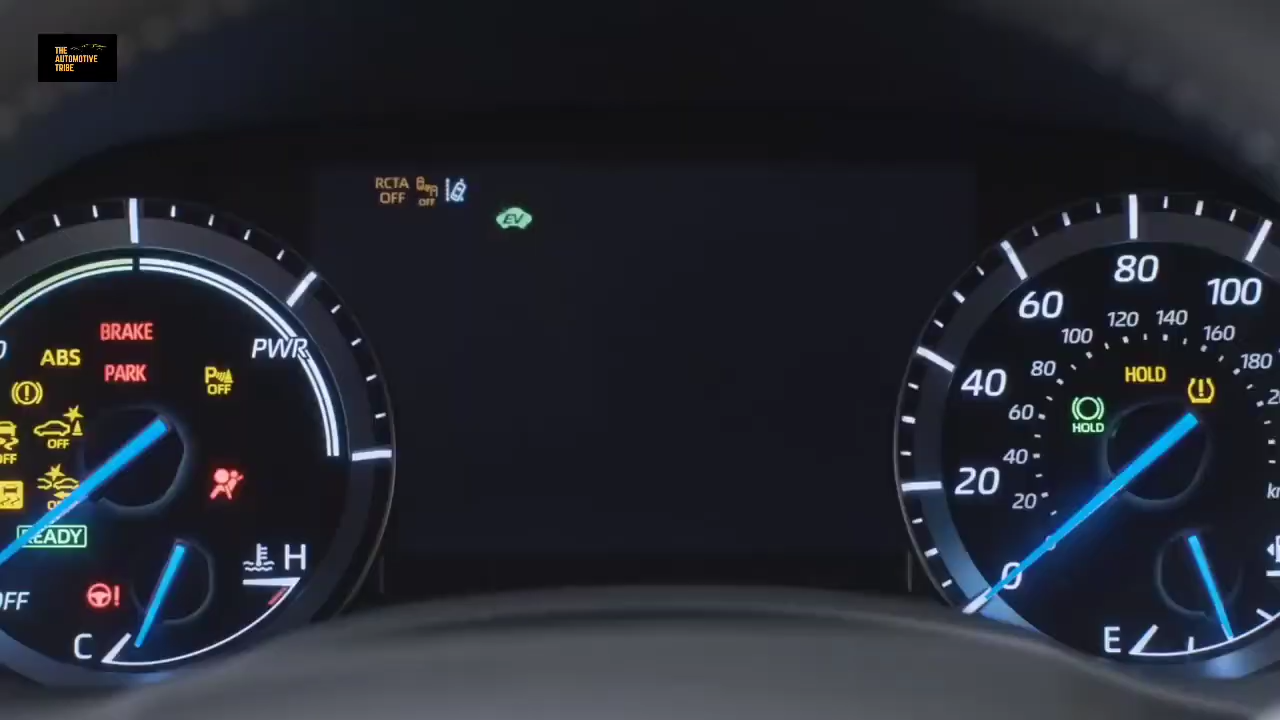 THE
AUTOMOTIVE
TRIBE
RCTA
OFF
OFF
EV
PWR
BRAKE
ABS
PARK
P
OFF
OFF
OFF
READY
OFF
H
C
80
100
60
40
20
0
120
140
100
160
80
180
60
40
20
HOLD
HOLD
E